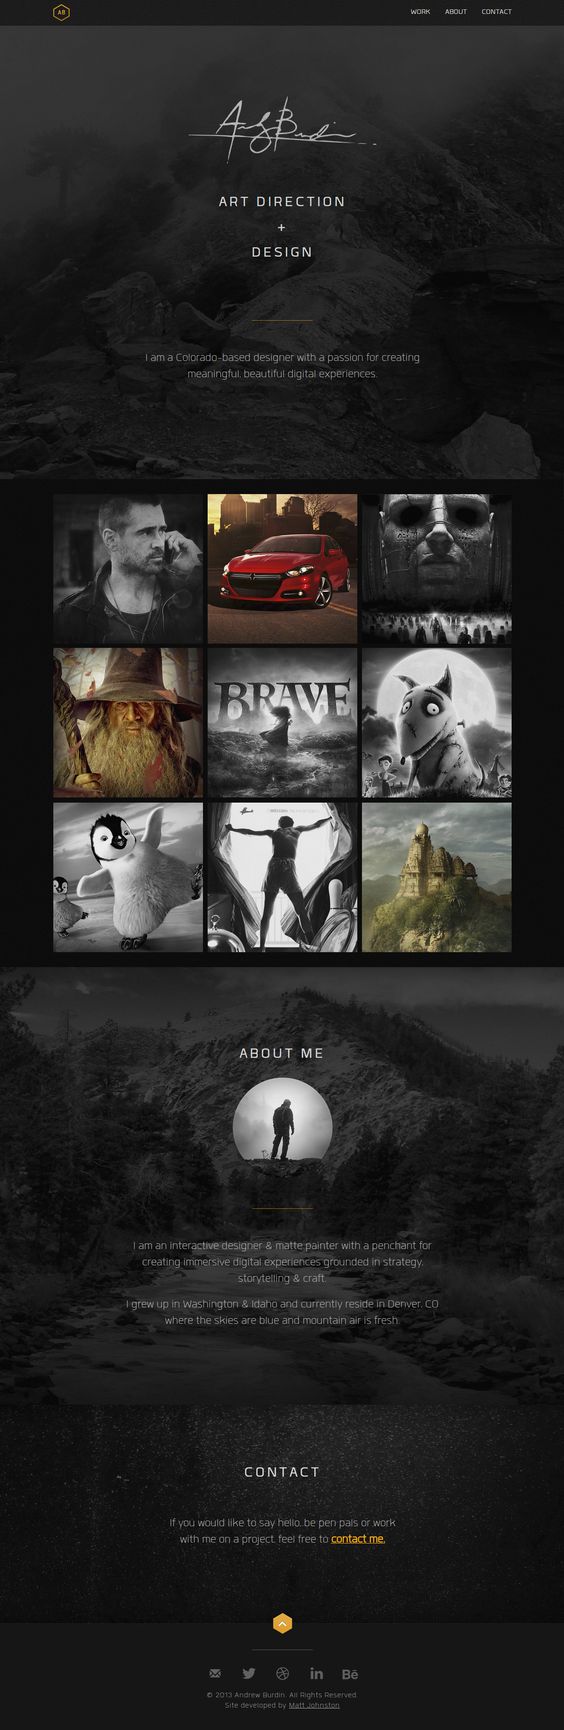 AB
WORK ABOUT CONTACT
Andy Burdin
ART DIRECTION
+
DESIGN
I am a Colorado-based designer with a passion for creating
meaningful, beautiful digital experiences.
BRAVE
ABOUT ME
I am an interactive designer & matte painter with a penchant for
creating immersive digital experiences grounded in strategy,
storytelling & craft.
I grew up in Washington & Idaho and currently reside in Denver, CO
where the skies are blue and mountain air is fresh.
CONTACT
If you would like to say hello, be pen pals or work
with me on a project, feel free to contact me.
in Bē
© 2013 Andrew Burdin. All Rights Reserved.
Site developed by Matt Johnston